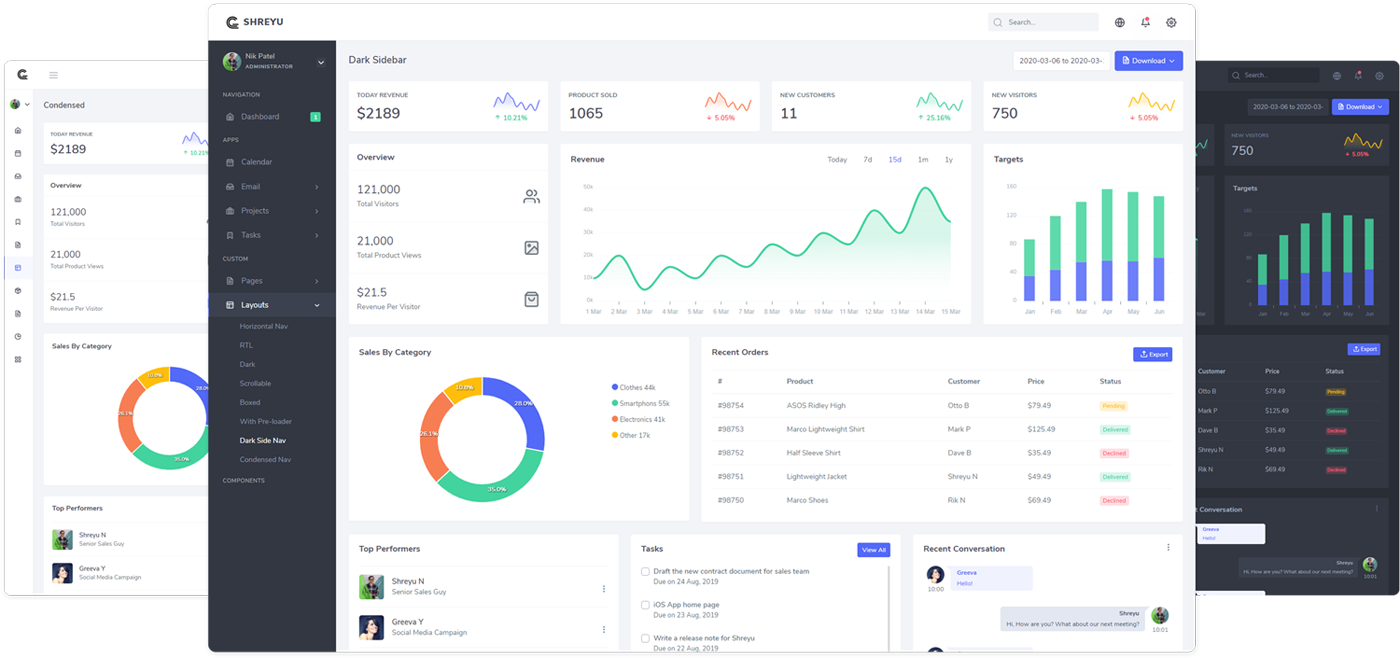 SHREYU
Search...
Nik Patel
ADMINISTRATOR
NAVIGATION
Dashboard 1
APPS
Calendar
Email
Projects
Tasks
CUSTOM
Pages
Layouts
Horizontal Nav
RTL
Dark
Scrollable
Boxed
With Pre-loader
Dark Side Nav
Condensed Nav
COMPONENTS
Dark Sidebar
2020-03-06 to 2020-03-
Download
TODAY REVENUE
$2189
↑ 10.21%
PRODUCT SOLD
1065
↓ 5.05%
NEW CUSTOMERS
11
↑ 25.16%
NEW VISITORS
750
↓ 5.05%
Overview
121,000
Total Visitors
21,000
Total Product Views
$21.5
Revenue Per Visitor
Revenue
Today 7d 15d 1m 1y
50k
40k
30k
20k
10k
0k
1 Mar 2 Mar 3 Mar 4 Mar 5 Mar 6 Mar 7 Mar 8 Mar 9 Mar 10 Mar 11 Mar 12 Mar 13 Mar 14 Mar 15 Mar
Targets
160
120
80
40
0
Jan Feb Mar Apr May Jun
Sales By Category
10.8%
28.0%
26.1%
35.0%
Clothes 44k
Smartphons 55k
Electronics 41k
Other 17k
Recent Orders
Export
# Product Customer Price Status
#98754 ASOS Ridley High Otto B $79.49 Pending
#98753 Marco Lightweight Shirt Mark P $125.49 Delivered
#98752 Half Sleeve Shirt Dave B $35.49 Declined
#98751 Lightweight Jacket Shreyu N $49.49 Delivered
#98750 Marco Shoes Rik N $69.49 Declined
Top Performers
Shreyu N
Senior Sales Guy
Greeva Y
Social Media Campaign
Tasks
View All
Draft the new contract document for sales team
Due on 24 Aug, 2019
iOS App home page
Due on 23 Aug, 2019
Write a release note for Shreyu
Due on 22 Aug, 2019
Recent Conversation
Greeva
Hello!
10:00
Shreyu
Hi, How are you? What about our next meeting?
10:01
Condensed
TODAY REVENUE
$2189
↑ 10.21%
Overview
121,000
Total Visitors
21,000
Total Product Views
$21.5
Revenue Per Visitor
Sales By Category
10.8%
28.0%
26.1%
35.0%
Top Performers
Shreyu N
Senior Sales Guy
Greeva Y
Social Media Campaign
Search...
2020-03-06 to 2020-03-
Download
NEW VISITORS
750
↓ 5.05%
Targets
160
120
80
40
0
Jan Feb Mar Apr May Jun
Export
Customer Price Status
Otto B $79.49 Pending
Mark P $125.49 Delivered
Dave B $35.49 Declined
Shreyu N $49.49 Delivered
Rik N $69.49 Declined
Conversation
Greeva
Hello!
Shreyu
Hi, How are you? What about our next meeting?
10:01